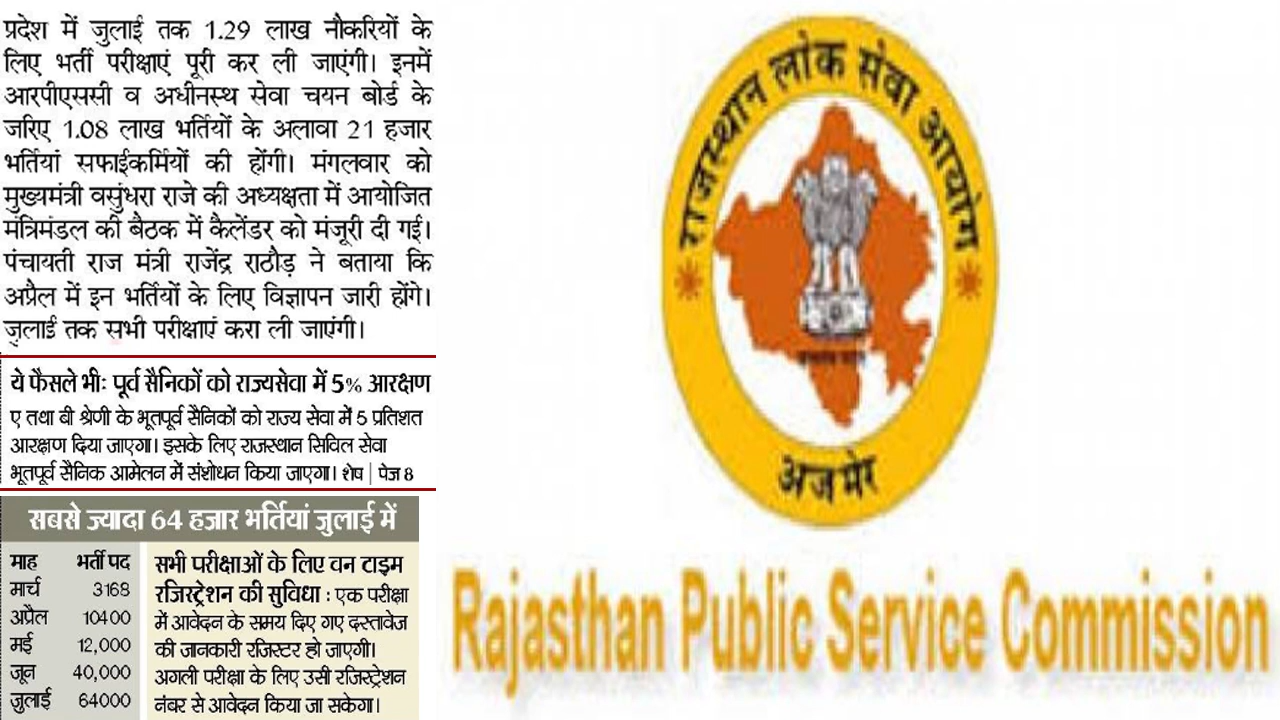 प्रदेश में जुलाई तक 1.29 लाख नौकरियों के
लिए भर्ती परीक्षाएं पूरी कर ली जाएंगी। इनमें
आरपीएससी व अधीनस्थ सेवा चयन बोर्ड के
जरिए 1.08 लाख भर्तियों के अलावा 21 हजार
भर्तियां सफाईकर्मियों की होंगी। मंगलवार को
मुख्यमंत्री वसुंधरा राजे की अध्यक्षता में आयोजित
मंत्रिमंडल की बैठक में कैलेंडर को मंजूरी दी गई।
पंचायती राज मंत्री राजेंद्र राठौड़ ने बताया कि
अप्रैल में इन भर्तियों के लिए विज्ञापन जारी होंगे।
जुलाई तक सभी परीक्षाएं करा ली जाएंगी।
ये फैसले भी: पूर्व सैनिकों को राज्यसेवा में 5% आरक्षण
ए तथा बी श्रेणी के भूतपूर्व सैनिकों को राज्य सेवा में 5 प्रतिशत
आरक्षण दिया जाएगा। इसके लिए राजस्थान सिविल सेवा
भूतपूर्व सैनिक आमेलन में संशोधन किया जाएगा। शेष | पेज 8
सबसे ज्यादा 64 हजार भर्तियां जुलाई में
माह भर्ती पद
मार्च 3168
अप्रैल 10400
मई 12,000
जून 40,000
जुलाई 64000
सभी परीक्षाओं के लिए वन टाइम
रजिस्ट्रेशन की सुविधा : एक परीक्षा
में आवेदन के समय दिए गए दस्तावेज
की जानकारी रजिस्टर हो जाएगी।
अगली परीक्षा के लिए उसी रजिस्ट्रेशन
नंबर से आवेदन किया जा सकेगा।
राजस्थान लोक सेवा आयोग
अजमेर
Rajasthan Public Service Commission